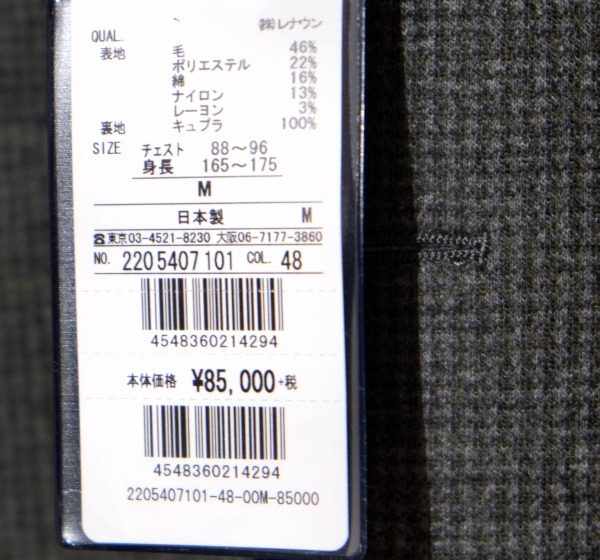 ㈱レナウン
QUAL.
表地 毛 46%
ポリエステル 22%
綿 16%
ナイロン 13%
レーヨン 3%
裏地 キュプラ 100%
SIZE チェスト 88～96
身長 165～175
M
日本製 M
☎東京03-4521-8230 大阪06-7177-3860
NO. 2205407101 COL. 48
4548360214294
本体価格 ¥85,000+税
4548360214294
2205407101-48-00M-85000